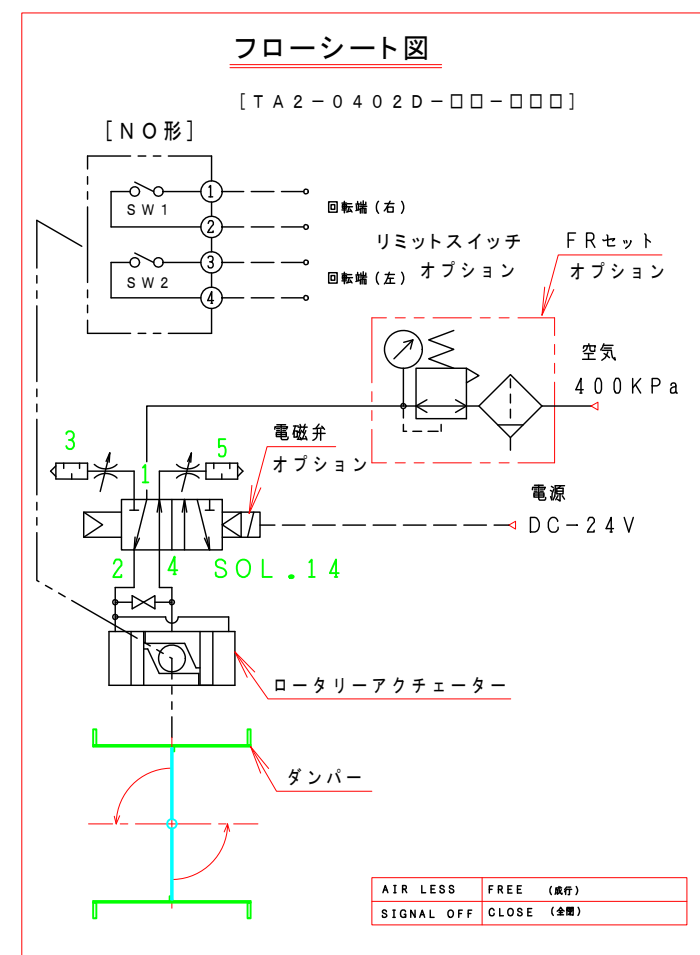 フローシート図
[TA2-0402D-□□-□□□]
[NO形]
1
SW1
2
回転端(右)
3
SW2
4
回転端(左)
リミットスイッチ
オプション
FRセット
オプション
空気
400KPa
電磁弁
オプション
3
1
5
電源
DC-24V
2
4
SOL.14
ロータリーアクチェーター
ダンパー
AIR LESS FREE (成行)
SIGNAL OFF CLOSE (全閉)